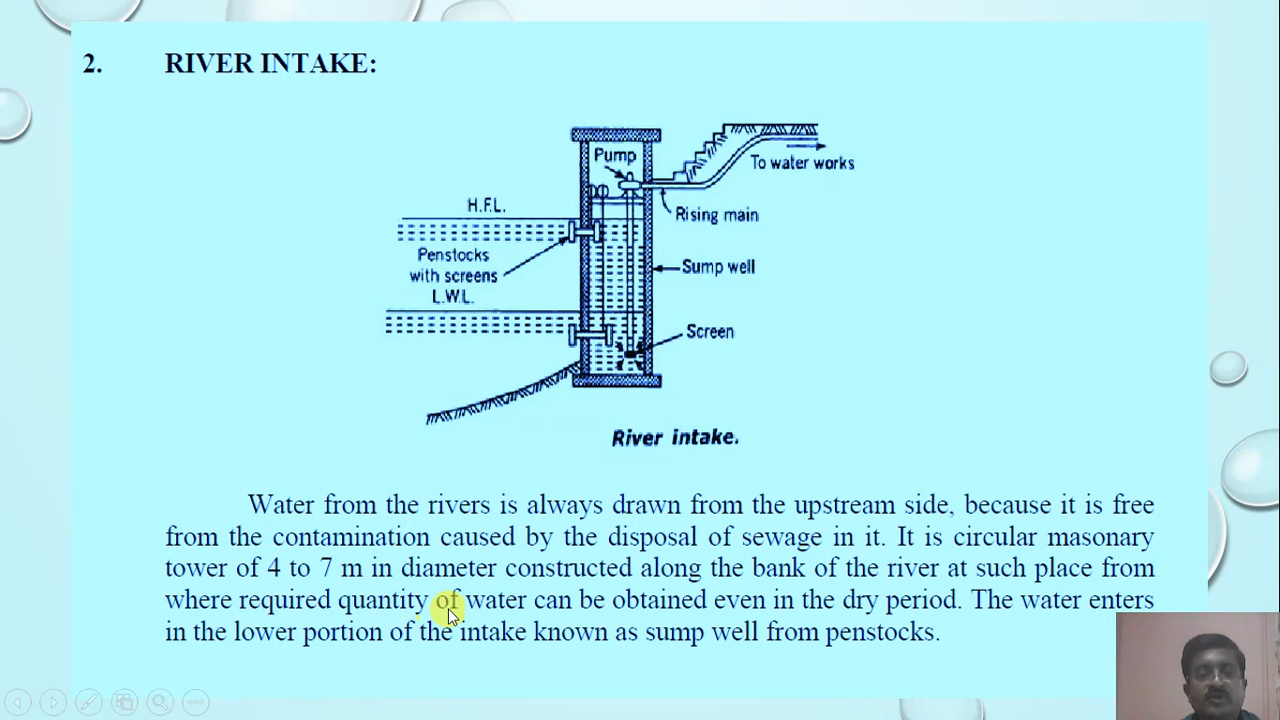 2. RIVER INTAKE:
Pump
To water works
H.F.L.
Rising main
Penstocks
with screens
Sump well
L.W.L.
Screen
River intake.
Water from the rivers is always drawn from the upstream side, because it is free
from the contamination caused by the disposal of sewage in it. It is circular masonary
tower of 4 to 7 m in diameter constructed along the bank of the river at such place from
where required quantity of water can be obtained even in the dry period. The water enters
in the lower portion of the intake known as sump well from penstocks.